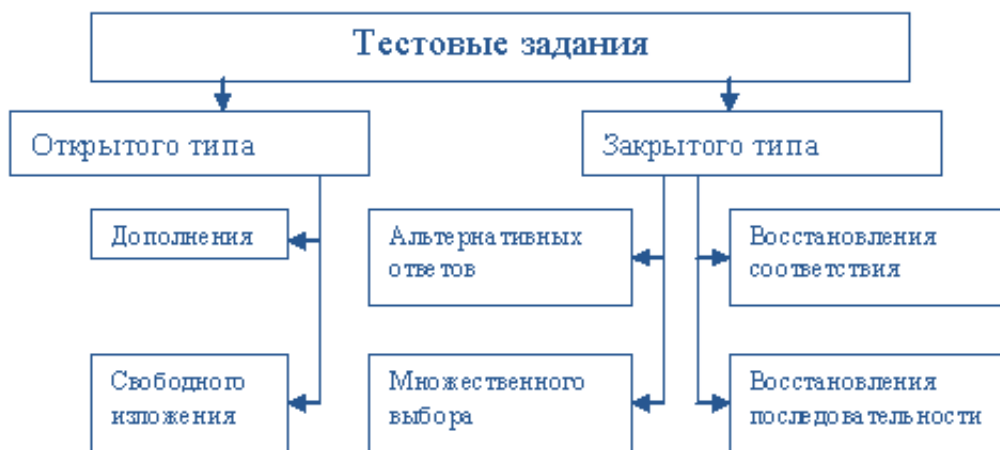 Тестовые задания
Открытого типа
Закрытого типа
Дополнения
Альтернативных
ответов
Восстановления
соответствия
Свободного
изложения
Множественного
выбора
Восстановления
последовательности